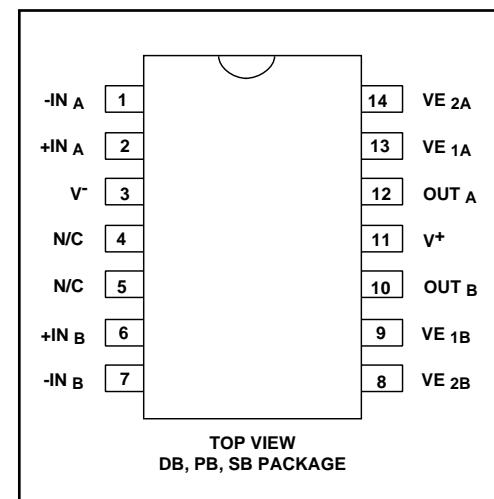 -IN A 1 14 VE 2A
+IN A 2 13 VE 1A
V- 3 12 OUT A
N/C 4 11 V+
N/C 5 10 OUT B
+IN B 6 9 VE 1B
-IN B 7 8 VE 2B
TOP VIEW
DB, PB, SB PACKAGE